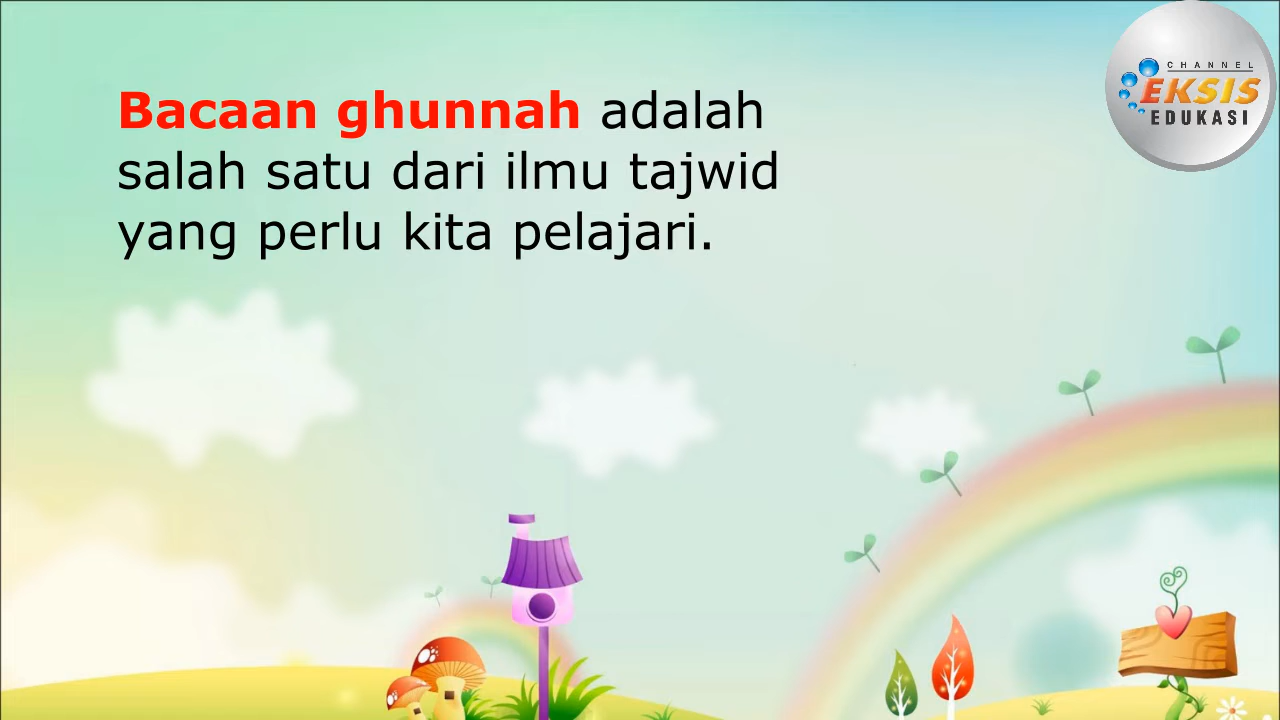 Bacaan ghunnah adalah
salah satu dari ilmu tajwid
yang perlu kita pelajari.
CHANNEL
EKSIS
EDUKASI